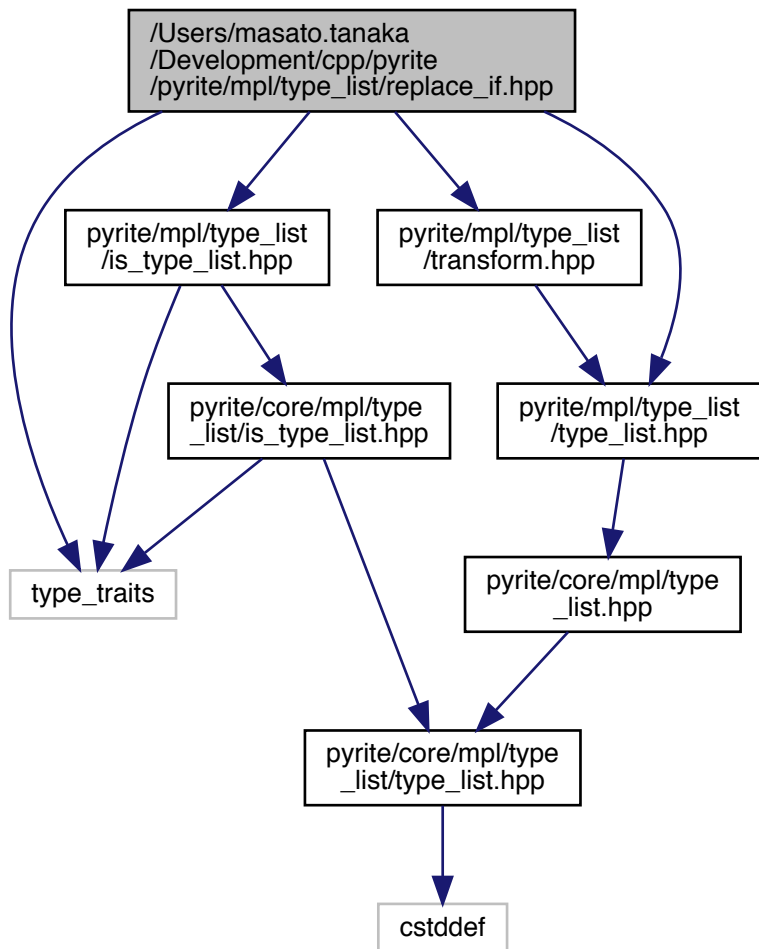 /Users/masato.tanaka
/Development/cpp/pyrite
/pyrite/mpl/type_list/replace_if.hpp
pyrite/mpl/type_list
/is_type_list.hpp
pyrite/mpl/type_list
/transform.hpp
pyrite/core/mpl/type
_list/is_type_list.hpp
pyrite/mpl/type_list
/type_list.hpp
type_traits
pyrite/core/mpl/type
_list.hpp
pyrite/core/mpl/type
_list/type_list.hpp
cstddef